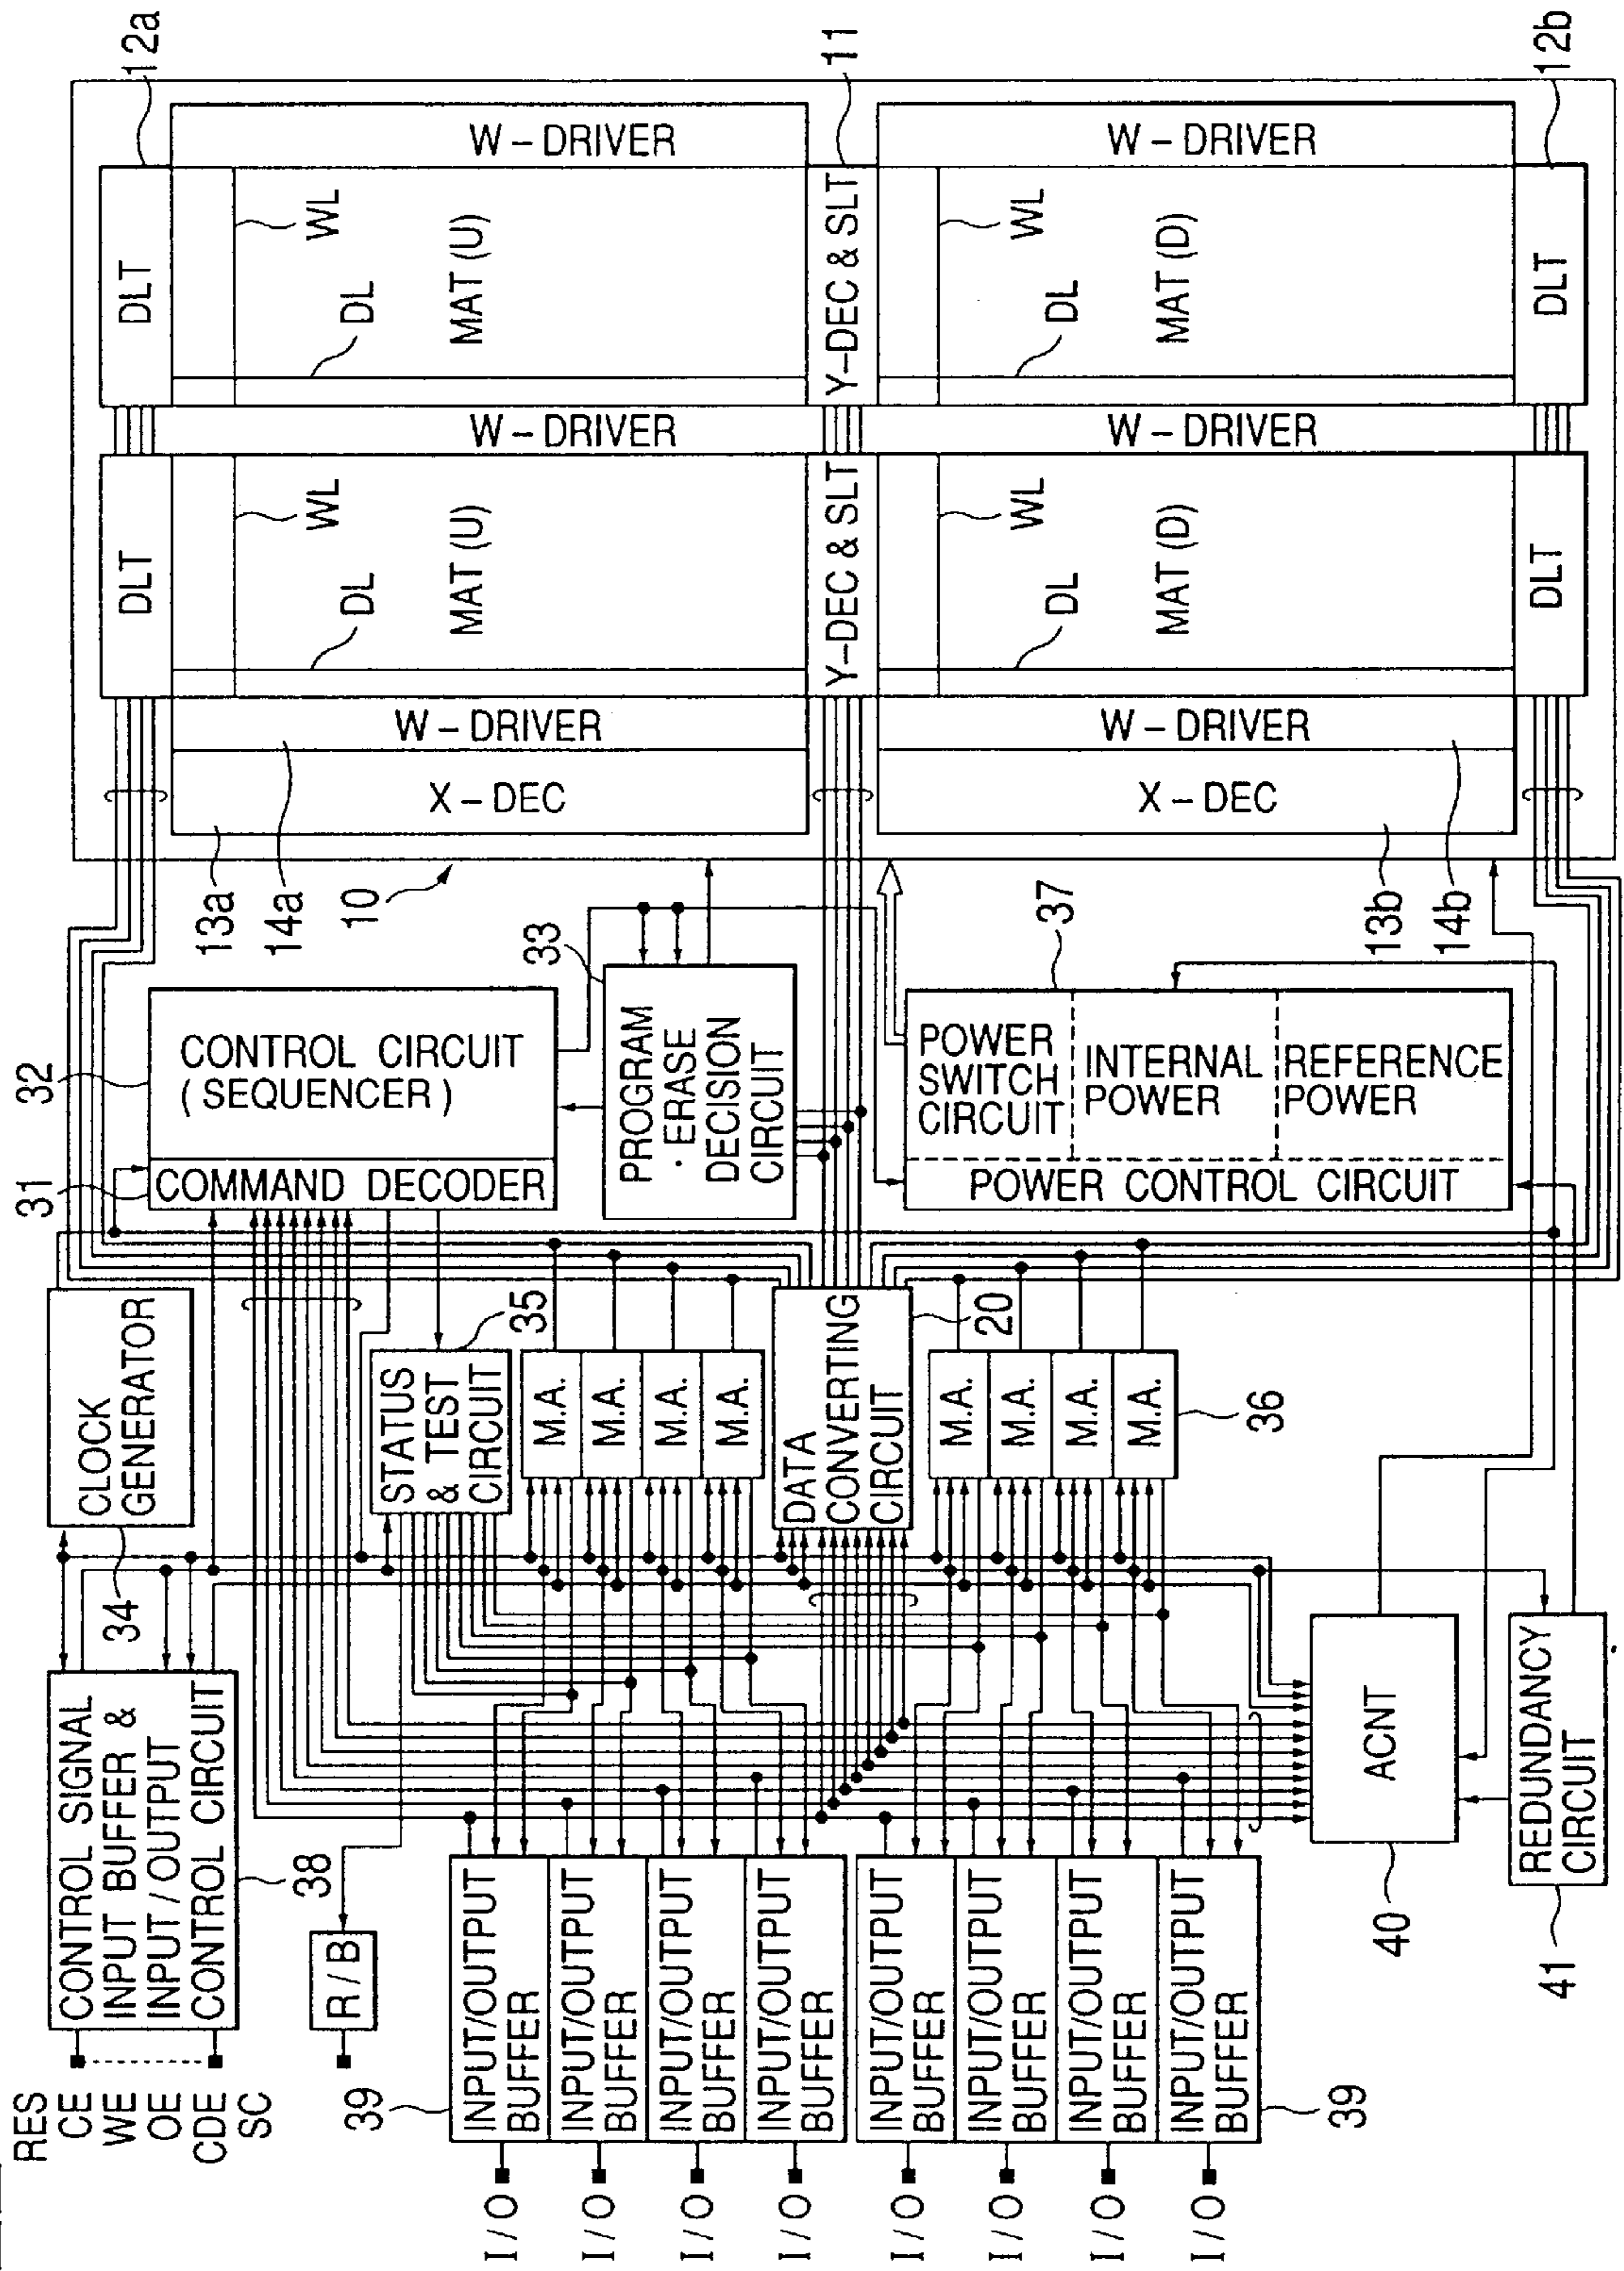 RES
CE
WE
OE
CDE
SC
CONTROL SIGNAL
INPUT BUFFER &
INPUT / OUTPUT
CONTROL CIRCUIT
38
R / B
CLOCK
GENERATOR
34
39
INPUT/OUTPUT
BUFFER
INPUT/OUTPUT
BUFFER
INPUT/OUTPUT
BUFFER
INPUT/OUTPUT
BUFFER
INPUT/OUTPUT
BUFFER
INPUT/OUTPUT
BUFFER
INPUT/OUTPUT
BUFFER
INPUT/OUTPUT
BUFFER
39
I / O
I / O
I / O
I / O
I / O
I / O
I / O
I / O
STATUS
& TEST
CIRCUIT
35
M.A.
M.A.
M.A.
M.A.
DATA
CONVERTING
CIRCUIT
20
M.A.
M.A.
M.A.
M.A.
36
ACNT
40
REDUNDANCY
CIRCUIT
41
31
32
CONTROL CIRCUIT
( SEQUENCER )
COMMAND DECODER
33
PROGRAM
· ERASE
DECISION
CIRCUIT
37
POWER
SWITCH
CIRCUIT
INTERNAL
POWER
REFERENCE
POWER
POWER CONTROL CIRCUIT
10
13a
14a
13b
14b
12a
11
12b
DLT
DLT
X – DEC
W – DRIVER
WL
DL
MAT (U)
W – DRIVER
WL
DL
MAT (U)
W – DRIVER
Y–DEC & SLT
Y–DEC & SLT
X – DEC
W – DRIVER
WL
DL
MAT (D)
W – DRIVER
WL
DL
MAT (D)
W – DRIVER
DLT
DLT